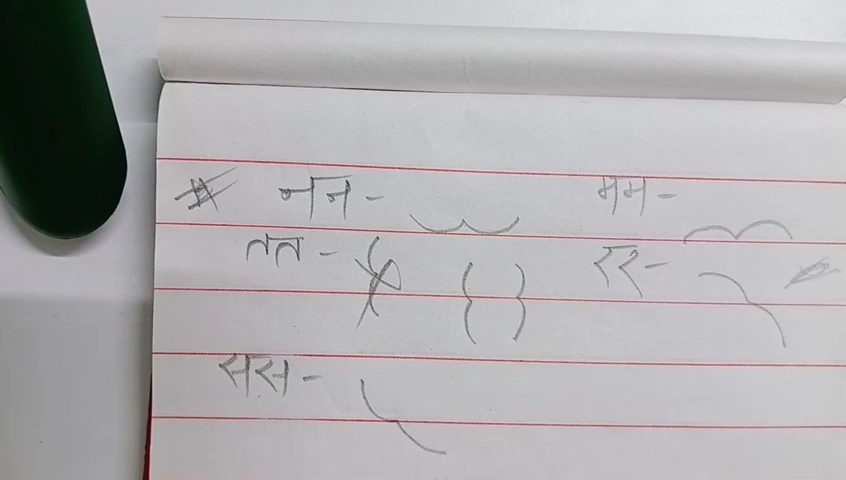 # नन - मम -
तत - रर -
सस -